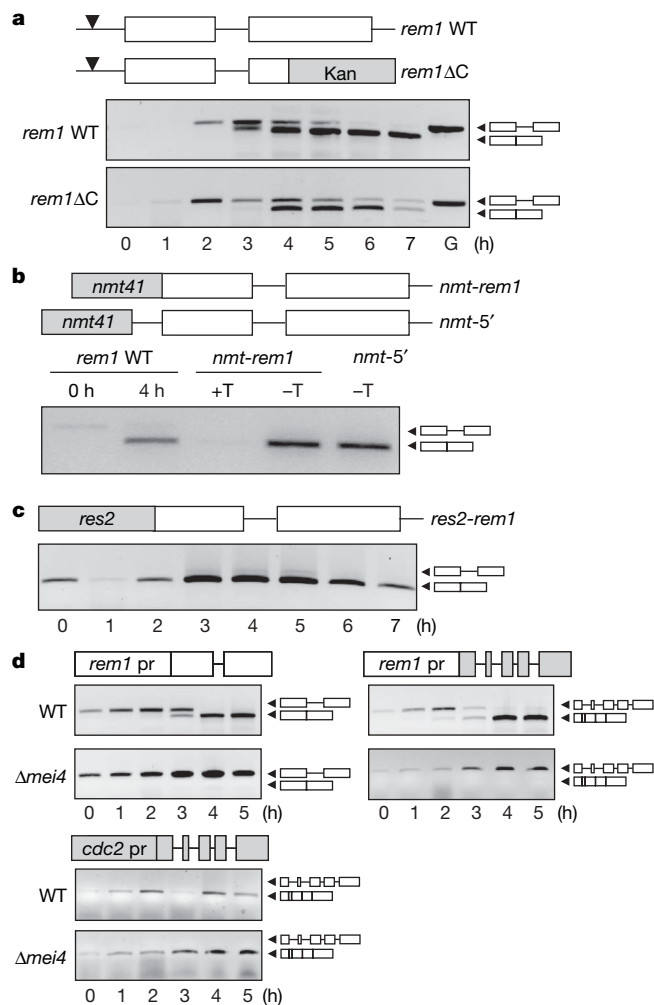 a
rem1 WT
Kan
rem1ΔC
rem1 WT
rem1ΔC
0 1 2 3 4 5 6 7 G (h)
b
nmt41
nmt-rem1
nmt41
nmt-5′
rem1 WT nmt-rem1 nmt-5′
0 h 4 h +T –T –T
c
res2
res2-rem1
0 1 2 3 4 5 6 7 (h)
d
rem1 pr
WT
Δmei4
0 1 2 3 4 5 (h)
rem1 pr
0 1 2 3 4 5 (h)
cdc2 pr
WT
Δmei4
0 1 2 3 4 5 (h)